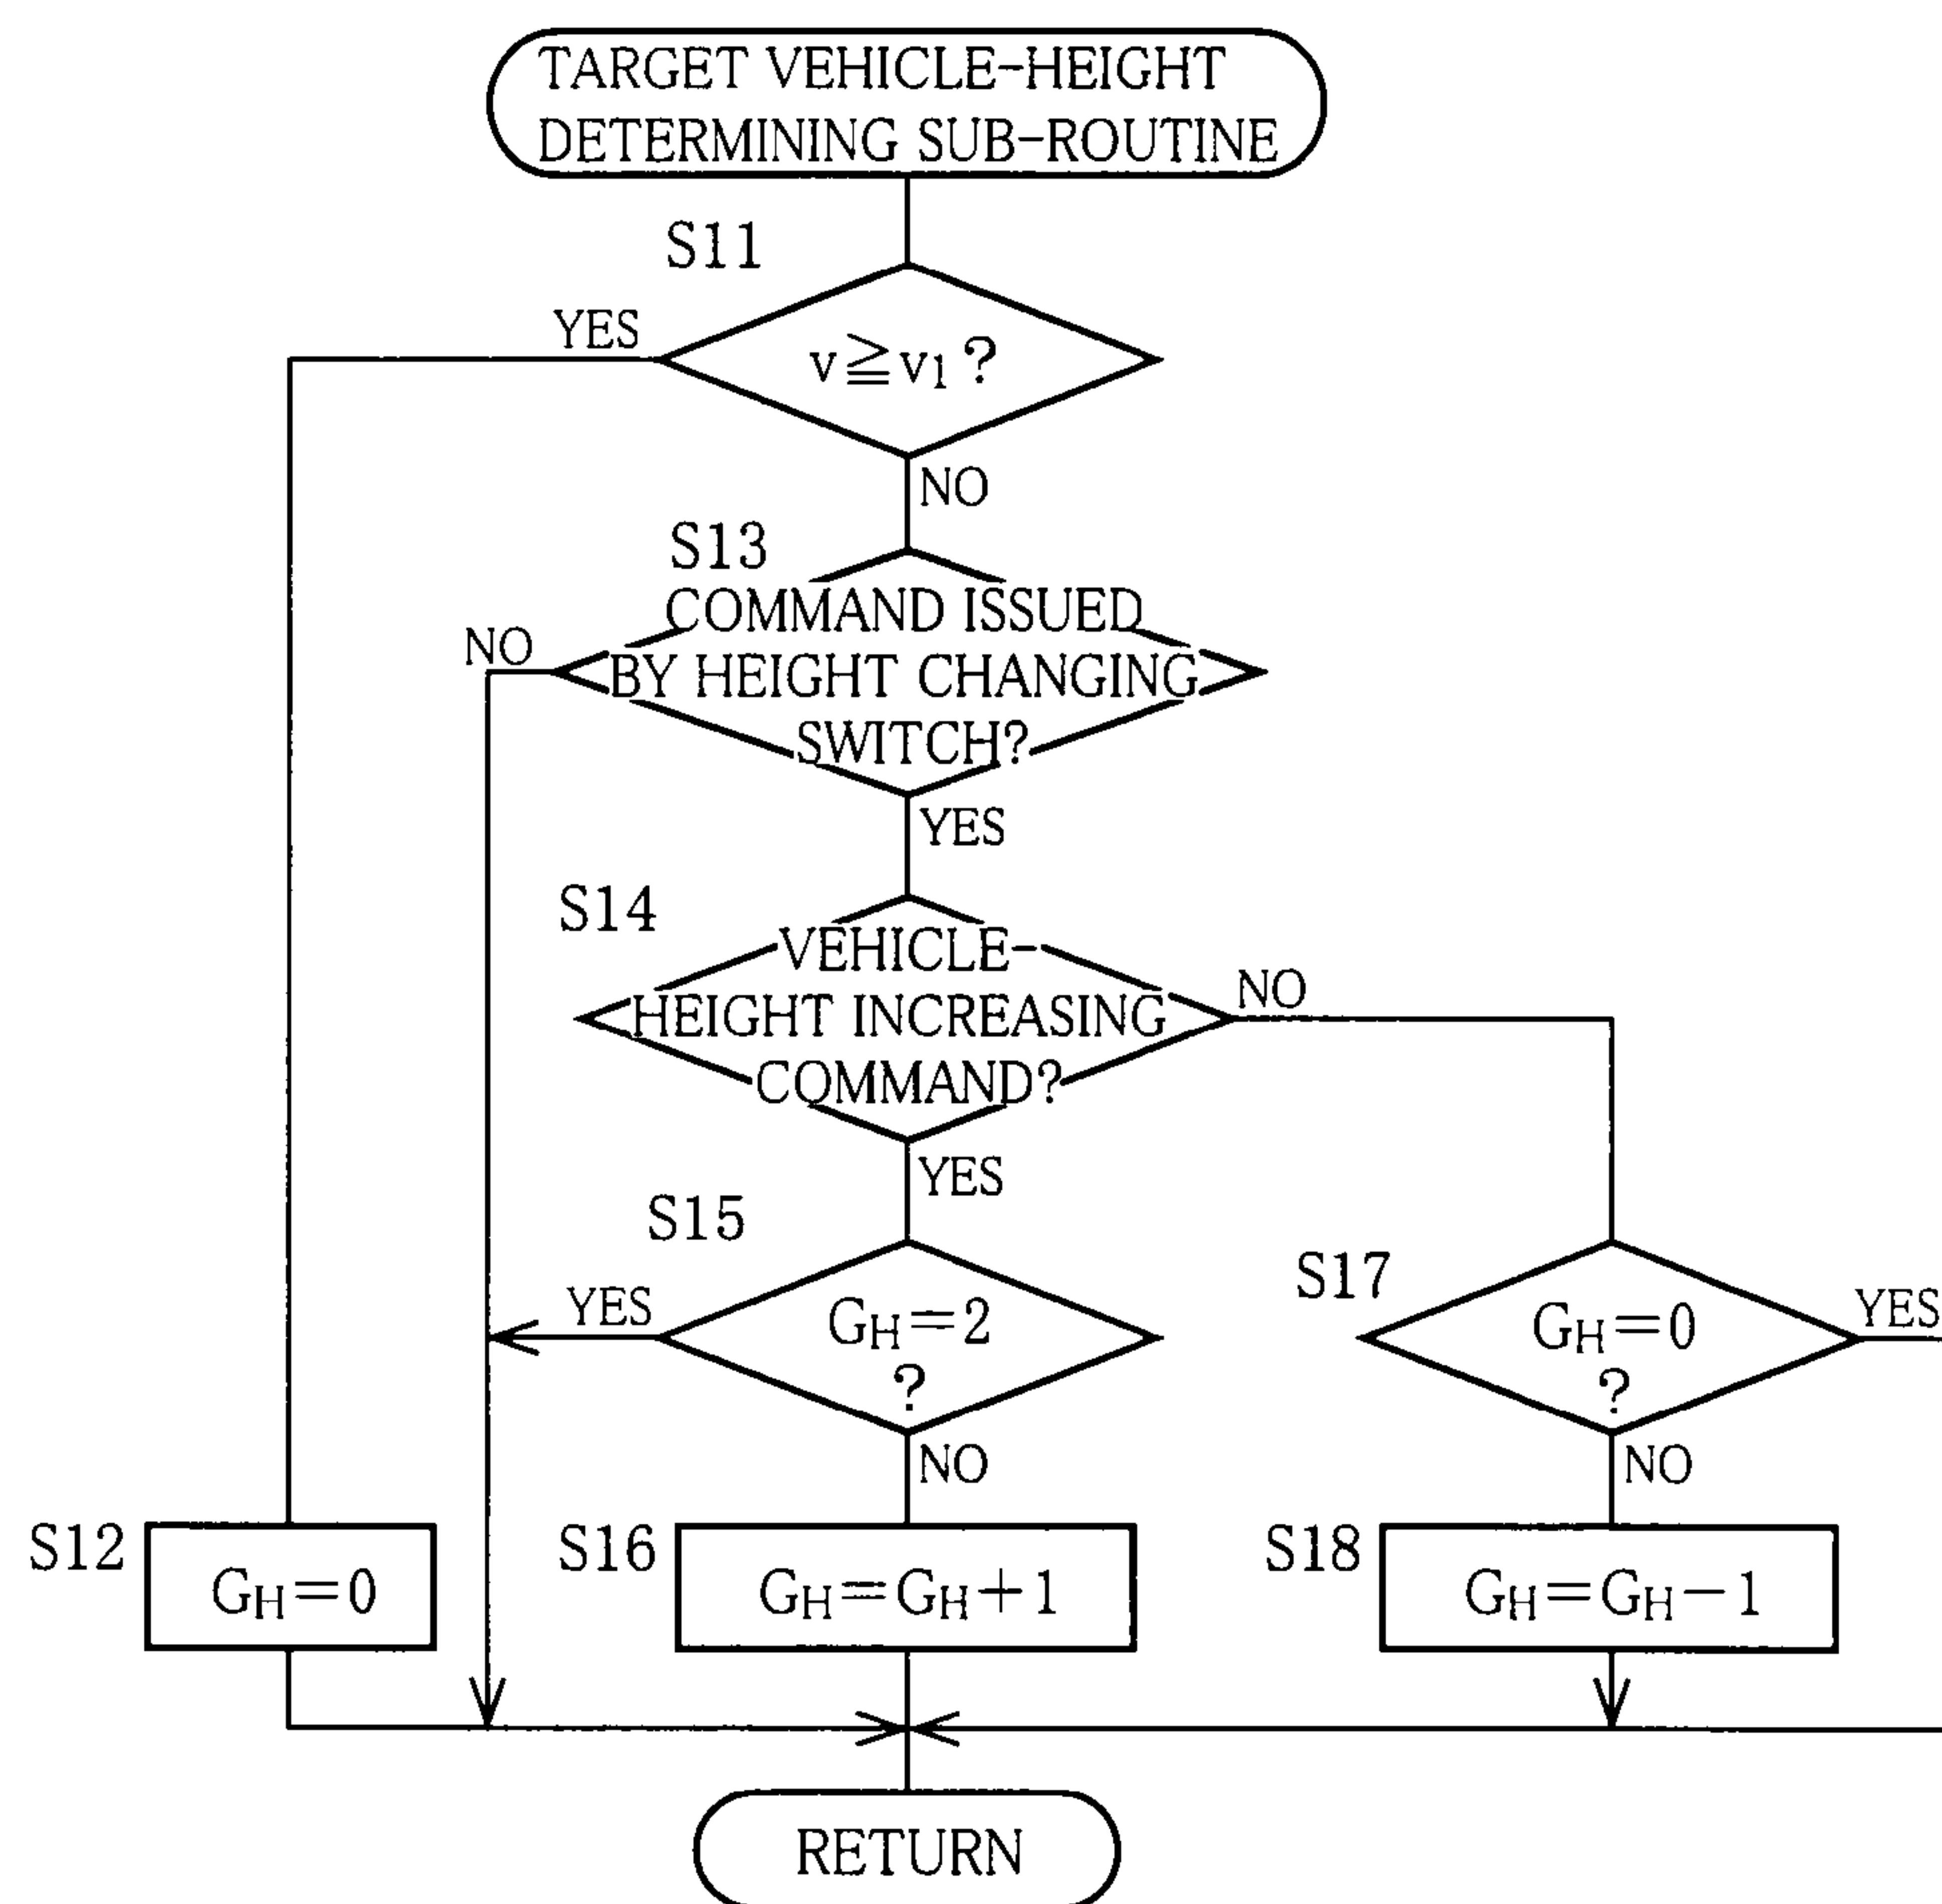 TARGET VEHICLE-HEIGHT
DETERMINING SUB-ROUTINE
S11
YES
v≧v1?
NO
S13
COMMAND ISSUED
BY HEIGHT CHANGING
SWITCH?
NO
YES
S14
VEHICLE-
HEIGHT INCREASING
COMMAND?
NO
YES
S15
GH=2
?
YES
NO
S17
GH=0
?
YES
NO
S12
GH=0
S16
GH=GH+1
S18
GH=GH-1
RETURN